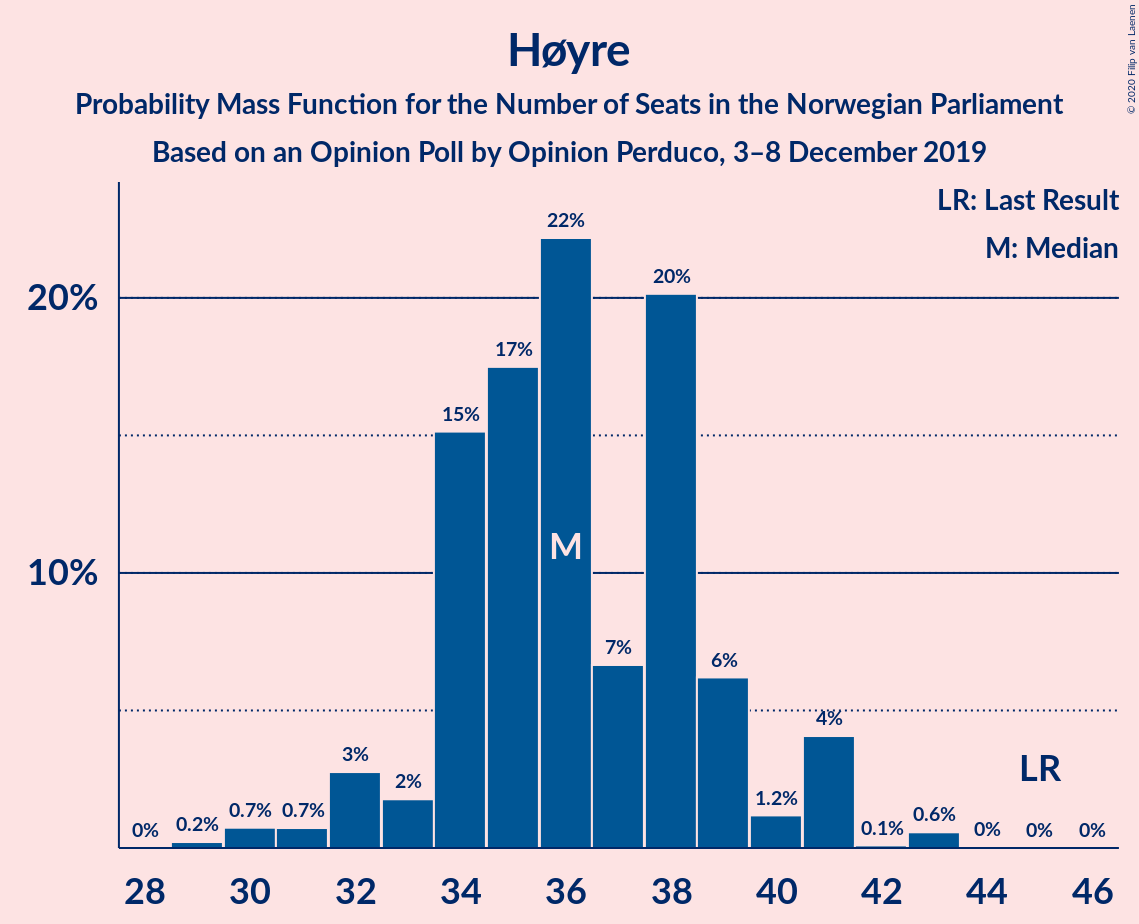 Høyre
Probability Mass Function for the Number of Seats in the Norwegian Parliament
Based on an Opinion Poll by Opinion Perduco, 3–8 December 2019
© 2020 Filip van Laenen
LR: Last Result
M: Median
20%
10%
0%
0.2%
0.7%
0.7%
3%
2%
15%
17%
22%
7%
20%
6%
1.2%
4%
0.1%
0.6%
0%
0%
0%
M
LR
28 30 32 34 36 38 40 42 44 46